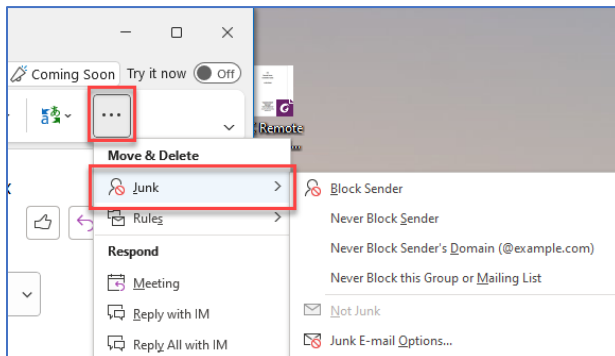 Coming Soon Try it now Off
Remote
...
Move & Delete
Junk
Rules
Respond
Meeting
Reply with IM
Reply All with IM
Block Sender
Never Block Sender
Never Block Sender's Domain (@example.com)
Never Block this Group or Mailing List
Not Junk
Junk E-mail Options...